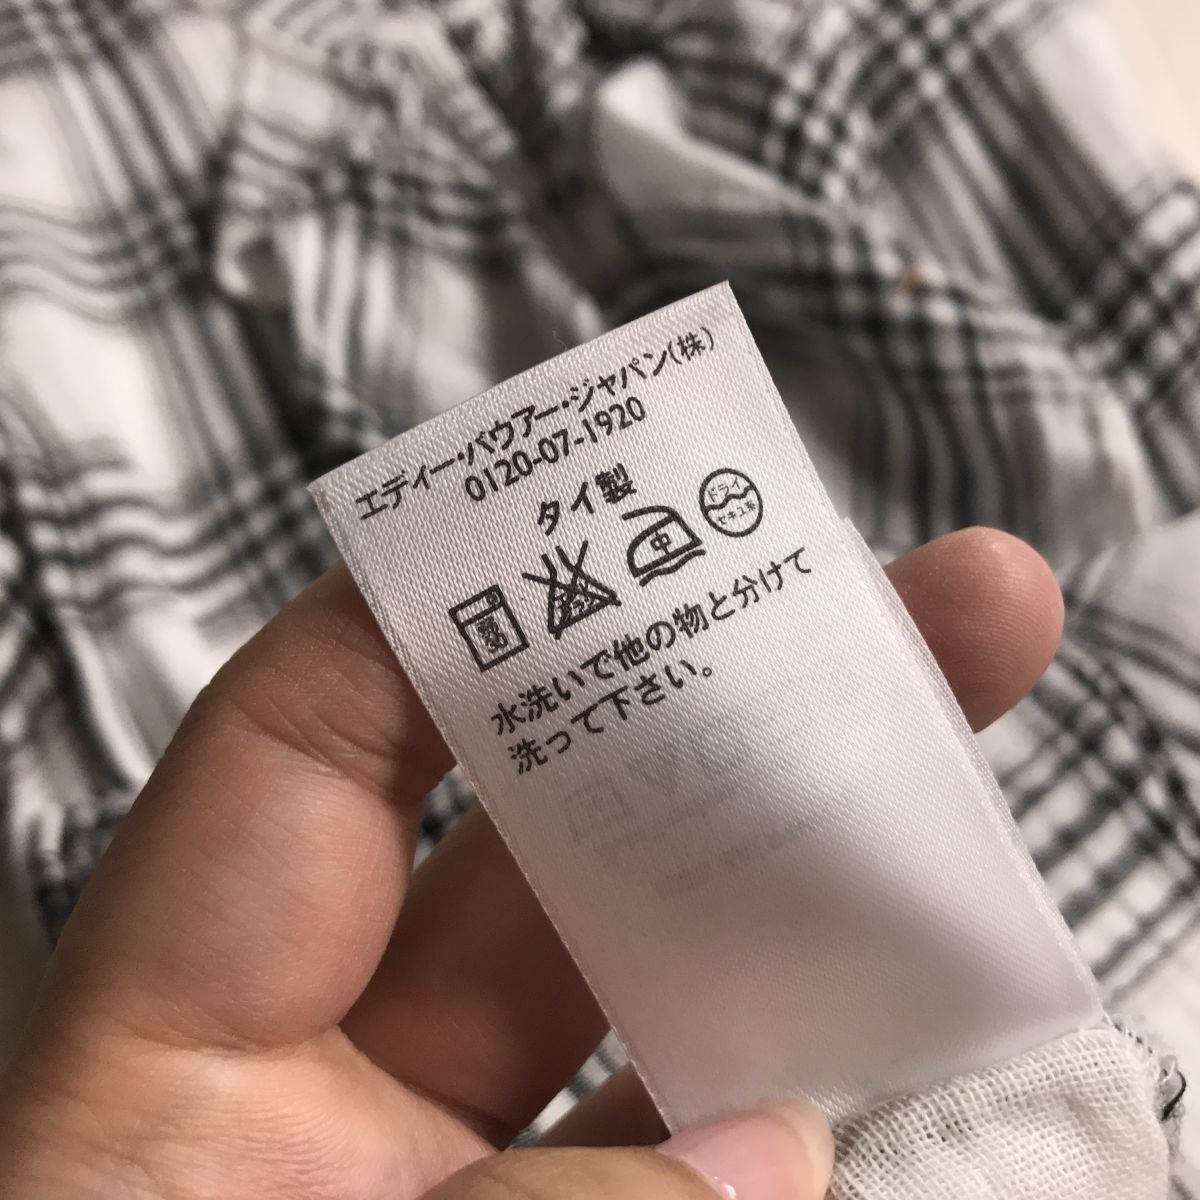 エディー・バウアー・ジャパン(株)
0120-07-1920
タイ製
中
ドライ
セキユ系
水洗いで他の物と分けて
洗って下さい。